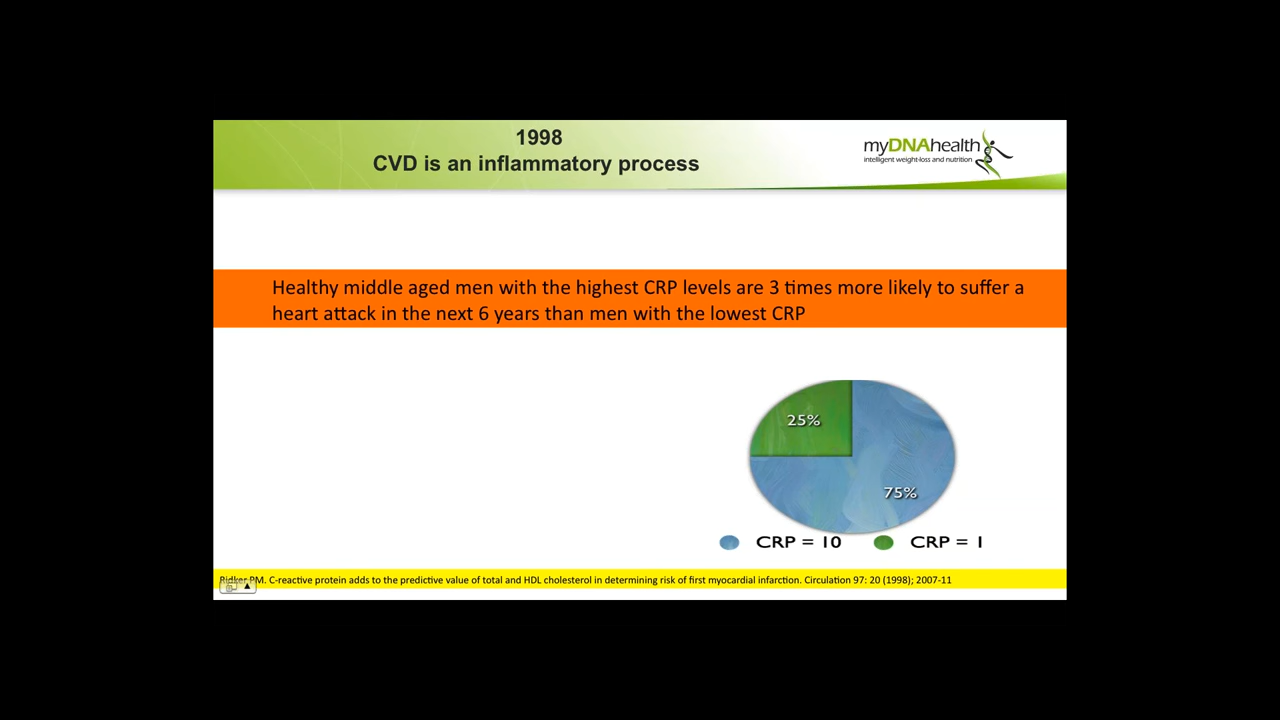 1998
CVD is an inflammatory process
myDNAhealth
intelligent weight-loss and nutrition
Healthy middle aged men with the highest CRP levels are 3 times more likely to suffer a
heart attack in the next 6 years than men with the lowest CRP
25%
75%
CRP = 10 CRP = 1
Ridker PM. C-reactive protein adds to the predictive value of total and HDL cholesterol in determining risk of first myocardial infarction. Circulation 97: 20 (1998); 2007-11